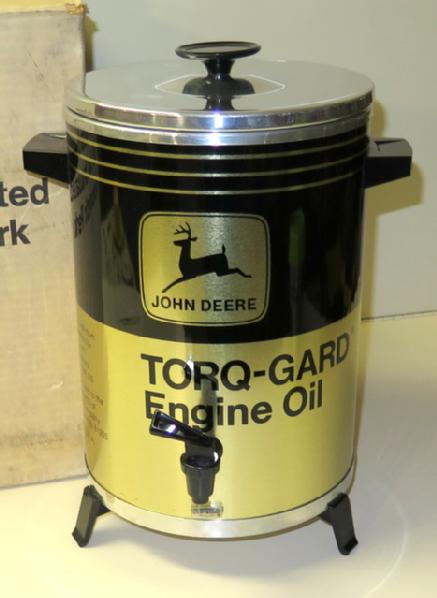 ted
rk
JOHN DEERE
TORQ-GARD®
Engine Oil